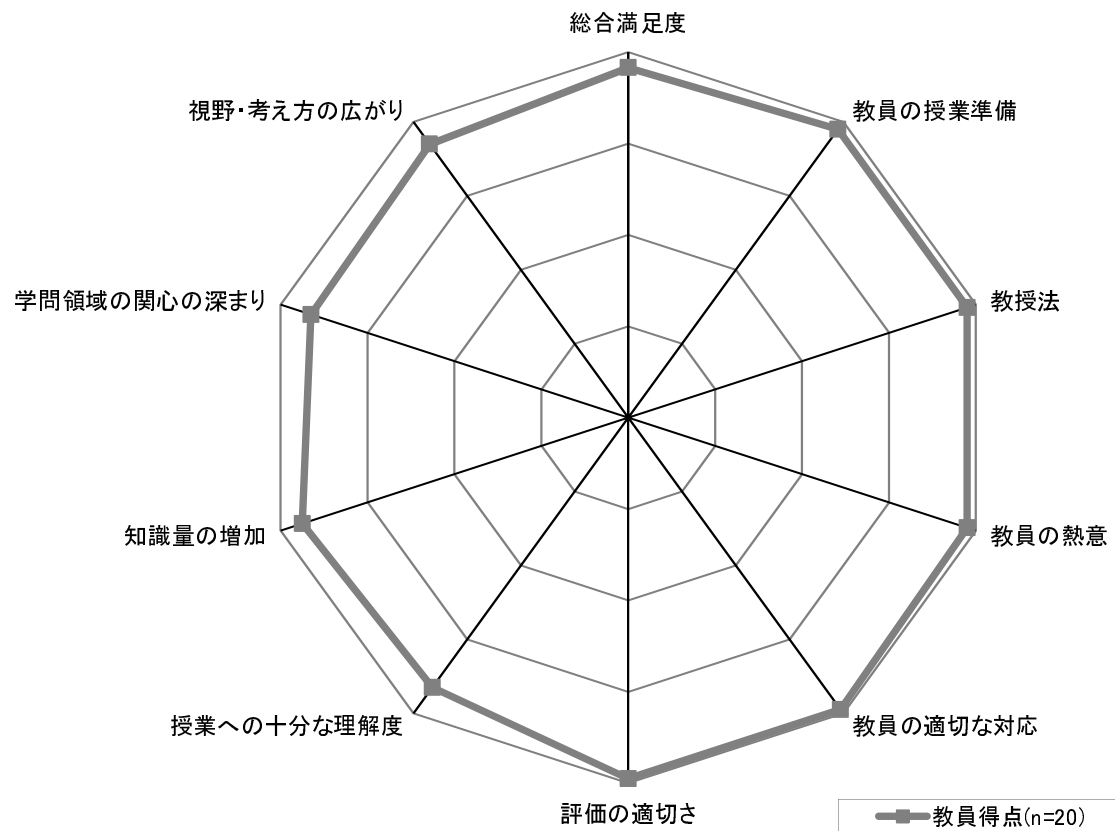 総合満足度
視野・考え方の広がり
教員の授業準備
学問領域の関心の深まり
教授法
知識量の増加
教員の熱意
授業への十分な理解度
教員の適切な対応
評価の適切さ
教員得点(n=20)